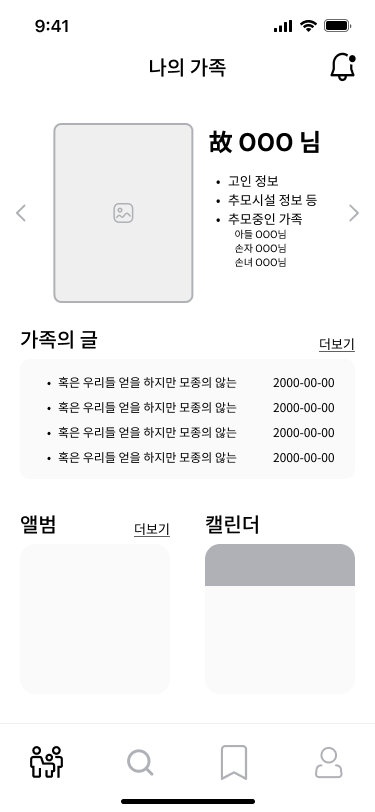 9:41
나의 가족
故 OOO 님
• 고인 정보
• 추모시설 정보 등
• 추모중인 가족
아들 OOO님
손자 OOO님
손녀 OOO님
가족의 글 더보기
• 혹은 우리들 얻을 하지만 모종의 않는 2000-00-00
• 혹은 우리들 얻을 하지만 모종의 않는 2000-00-00
• 혹은 우리들 얻을 하지만 모종의 않는 2000-00-00
• 혹은 우리들 얻을 하지만 모종의 않는 2000-00-00
앨범 더보기 캘린더